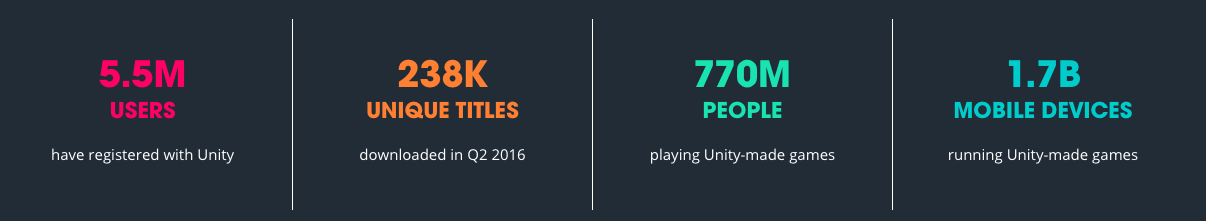 5.5M
USERS
have registered with Unity
238K
UNIQUE TITLES
downloaded in Q2 2016
770M
PEOPLE
playing Unity-made games
1.7B
MOBILE DEVICES
running Unity-made games